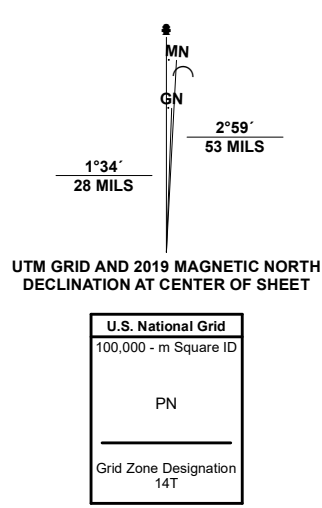 MN
GN
2°59´
53 MILS
1°34´
28 MILS
UTM GRID AND 2019 MAGNETIC NORTH
DECLINATION AT CENTER OF SHEET
U.S. National Grid
100,000 - m Square ID
PN
Grid Zone Designation
14T